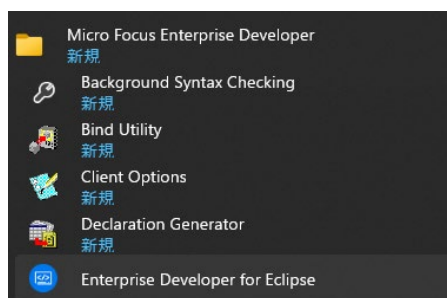 Micro Focus Enterprise Developer
新規
Background Syntax Checking
新規
Bind Utility
新規
Client Options
新規
Declaration Generator
新規
Enterprise Developer for Eclipse